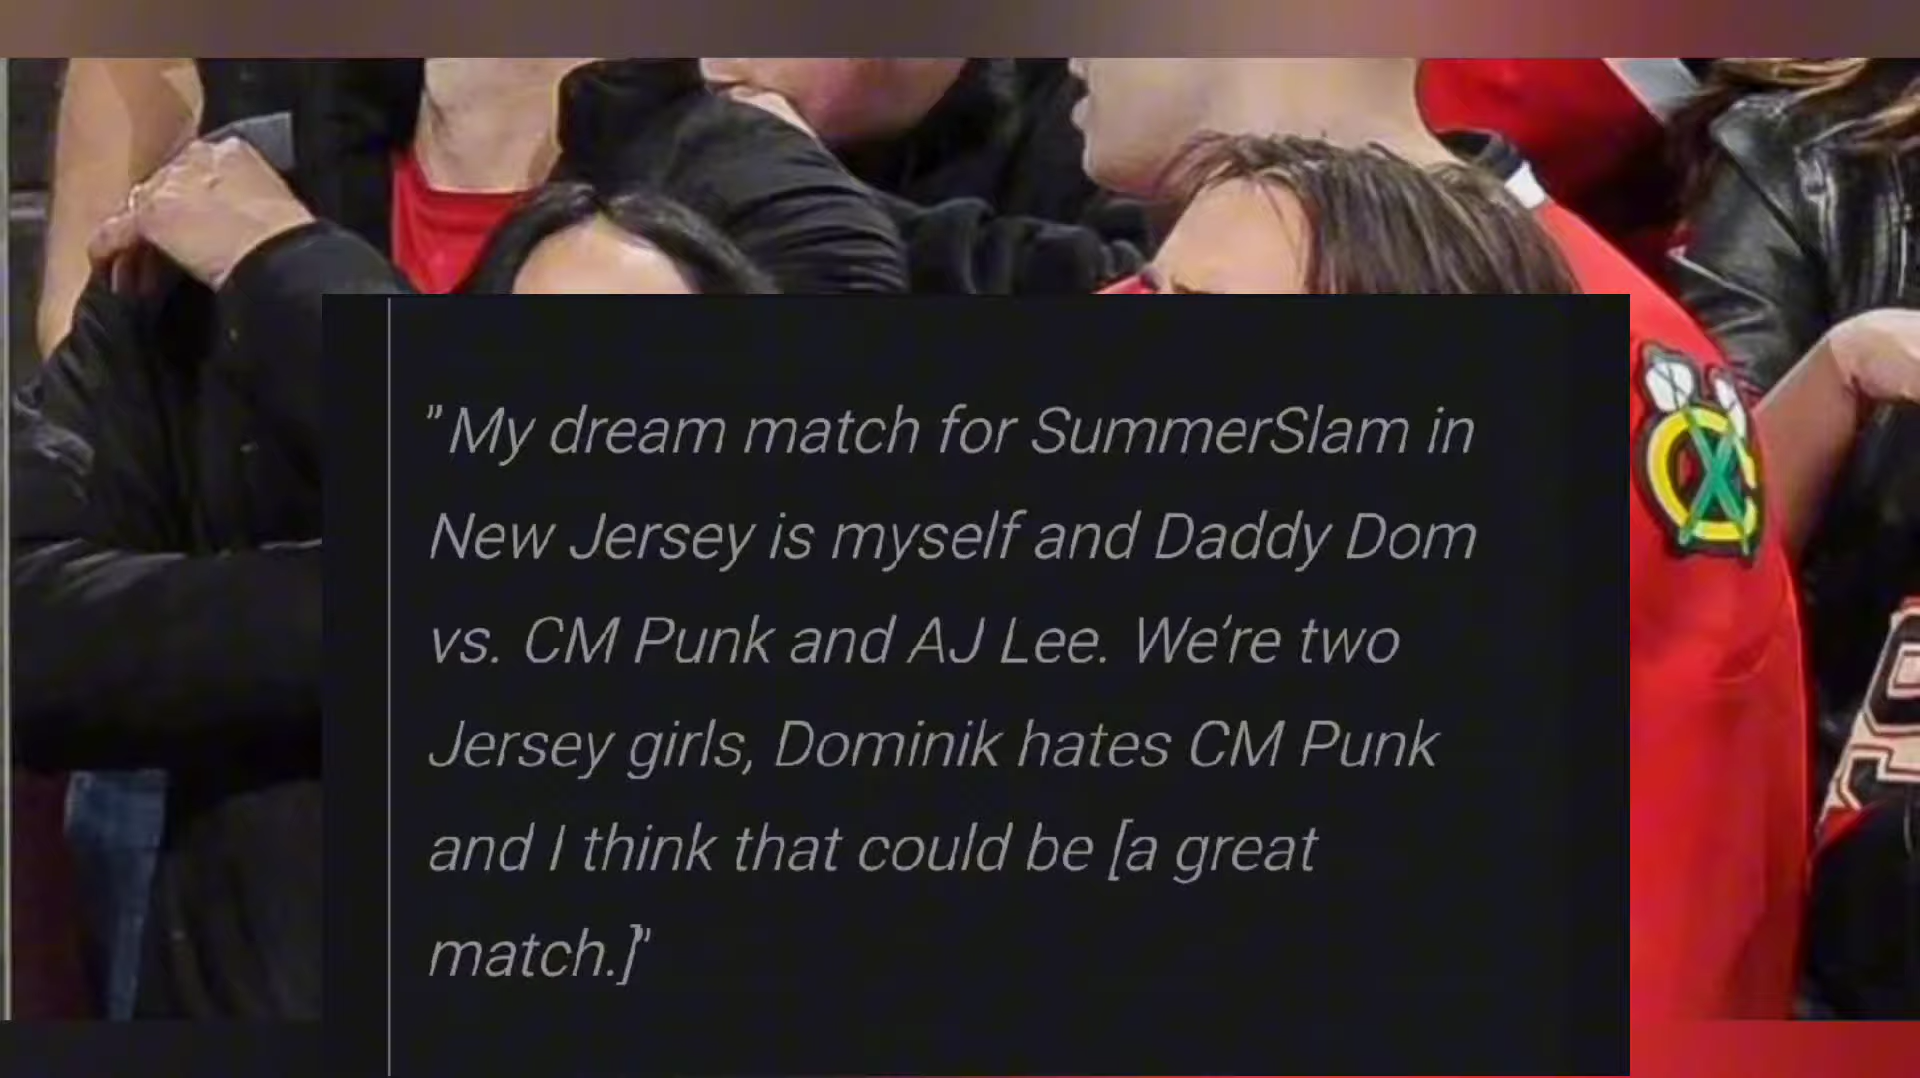 "My dream match for SummerSlam in
New Jersey is myself and Daddy Dom
vs. CM Punk and AJ Lee. We're two
Jersey girls, Dominik hates CM Punk
and I think that could be [a great
match.]"